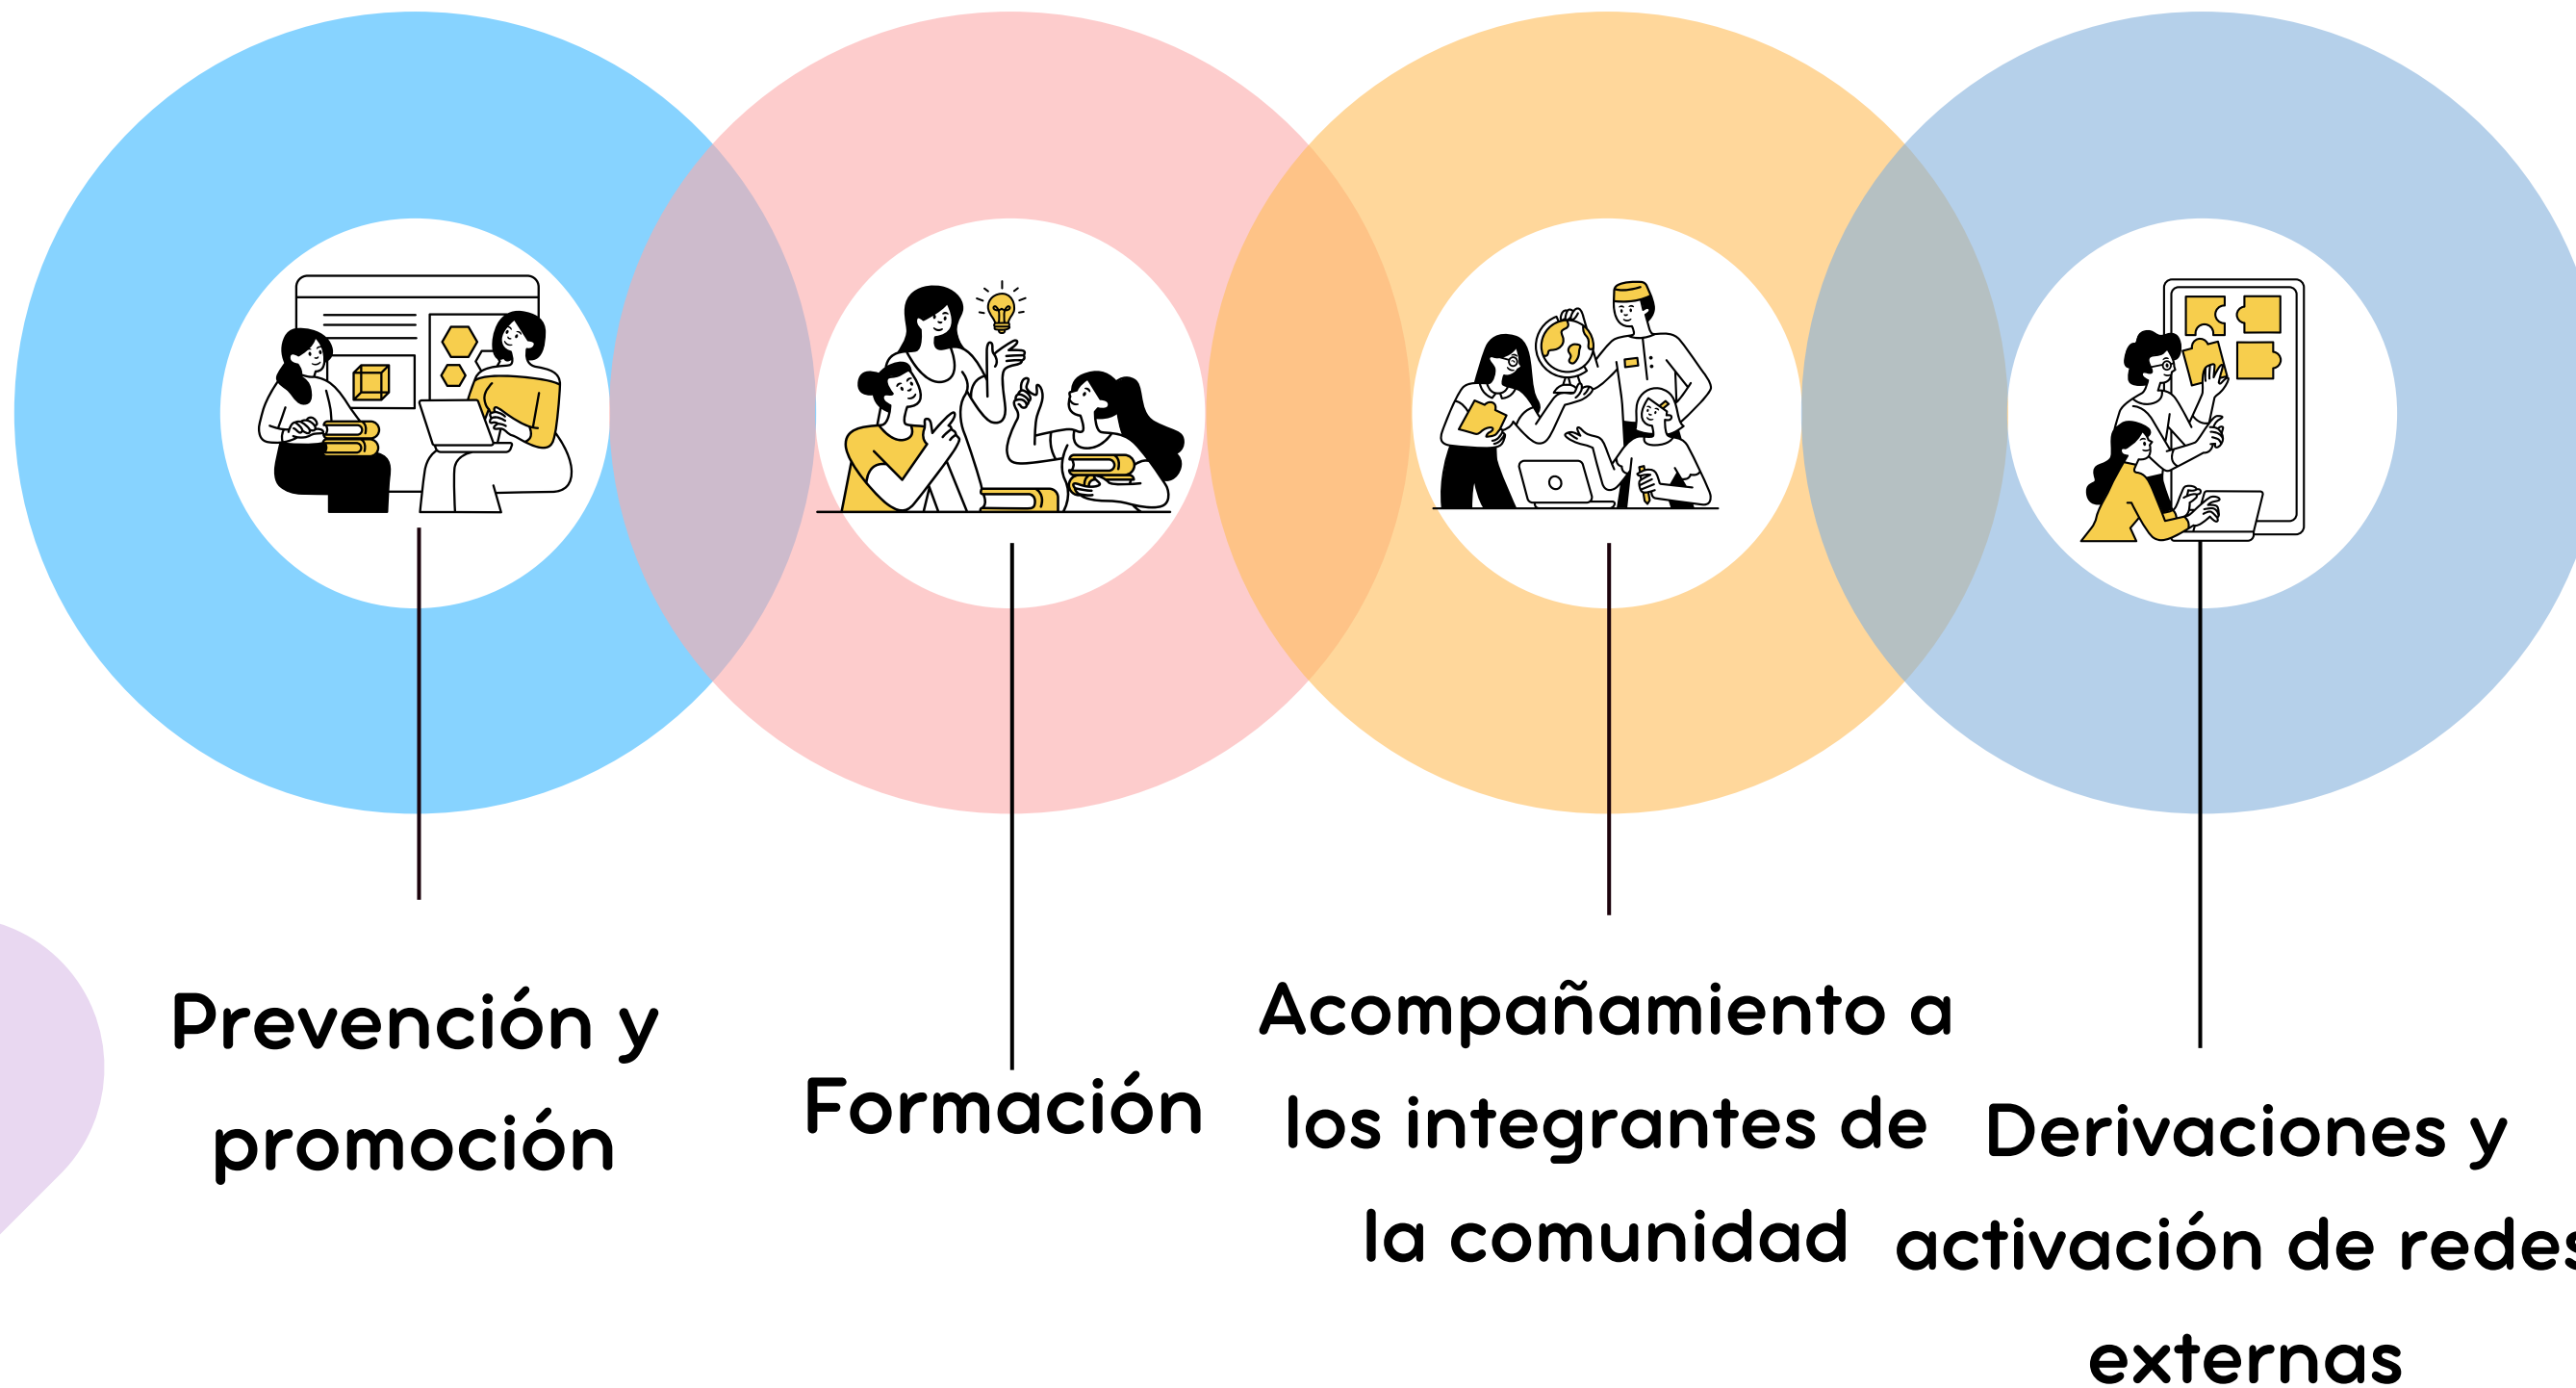 Prevención y
promoción
Formación
Acompañamiento a
los integrantes de
la comunidad
Derivaciones y
activación de redes
externas